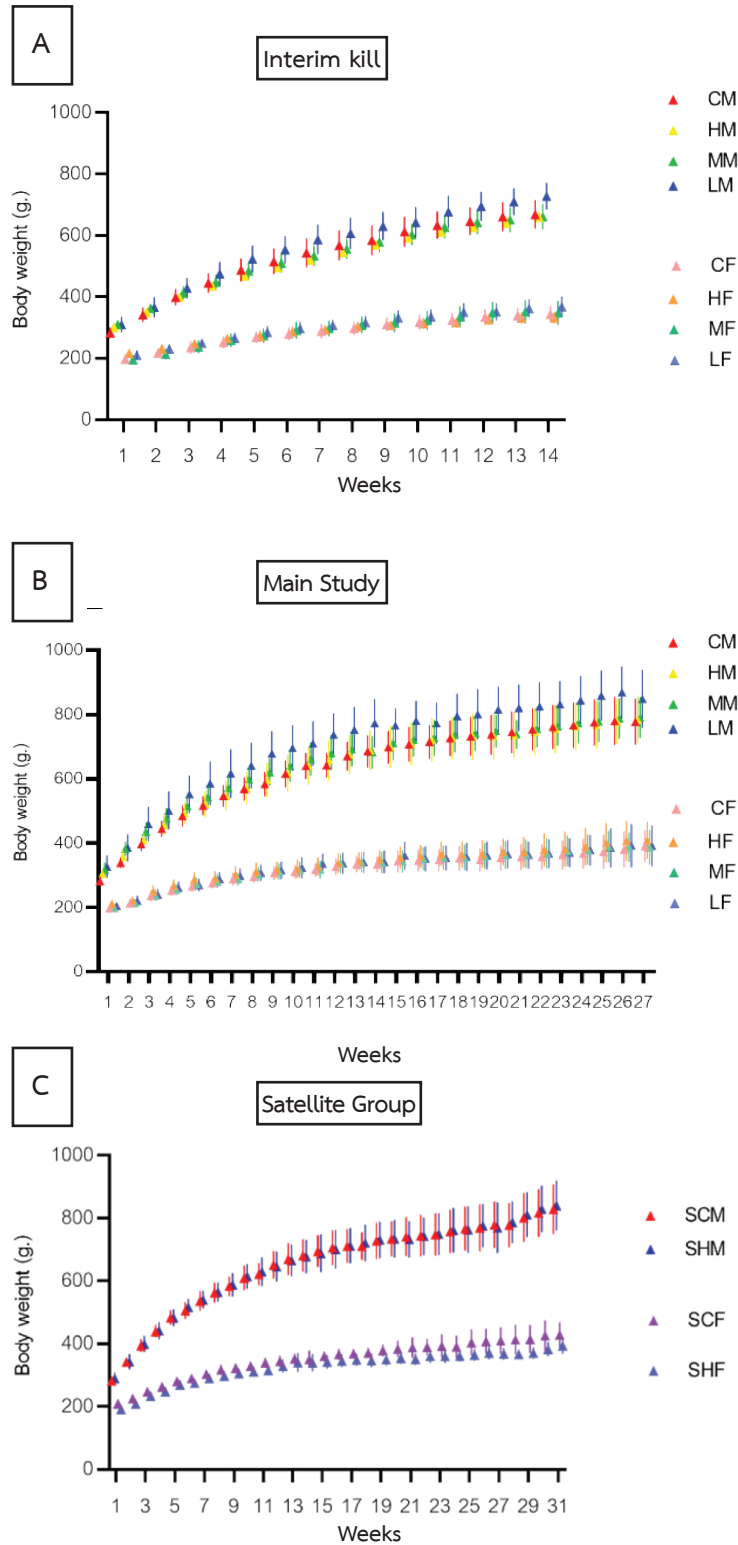 A
Interim kill
1000
800
600
400
200
0
Body weight (g.)
1 2 3 4 5 6 7 8 9 10 11 12 13 14
Weeks
CM
HM
MM
LM
CF
HF
MF
LF
B
Main Study
1000
800
600
400
200
0
Body weight (g.)
1 2 3 4 5 6 7 8 9 10 11 12 13 14 15 16 17 18 19 20 21 22 23 24 25 26 27
Weeks
CM
HM
MM
LM
CF
HF
MF
LF
C
Satellite Group
1000
800
600
400
200
0
Body weight (g.)
1 3 5 7 9 11 13 15 17 19 21 23 25 27 29 31
Weeks
SCM
SHM
SCF
SHF